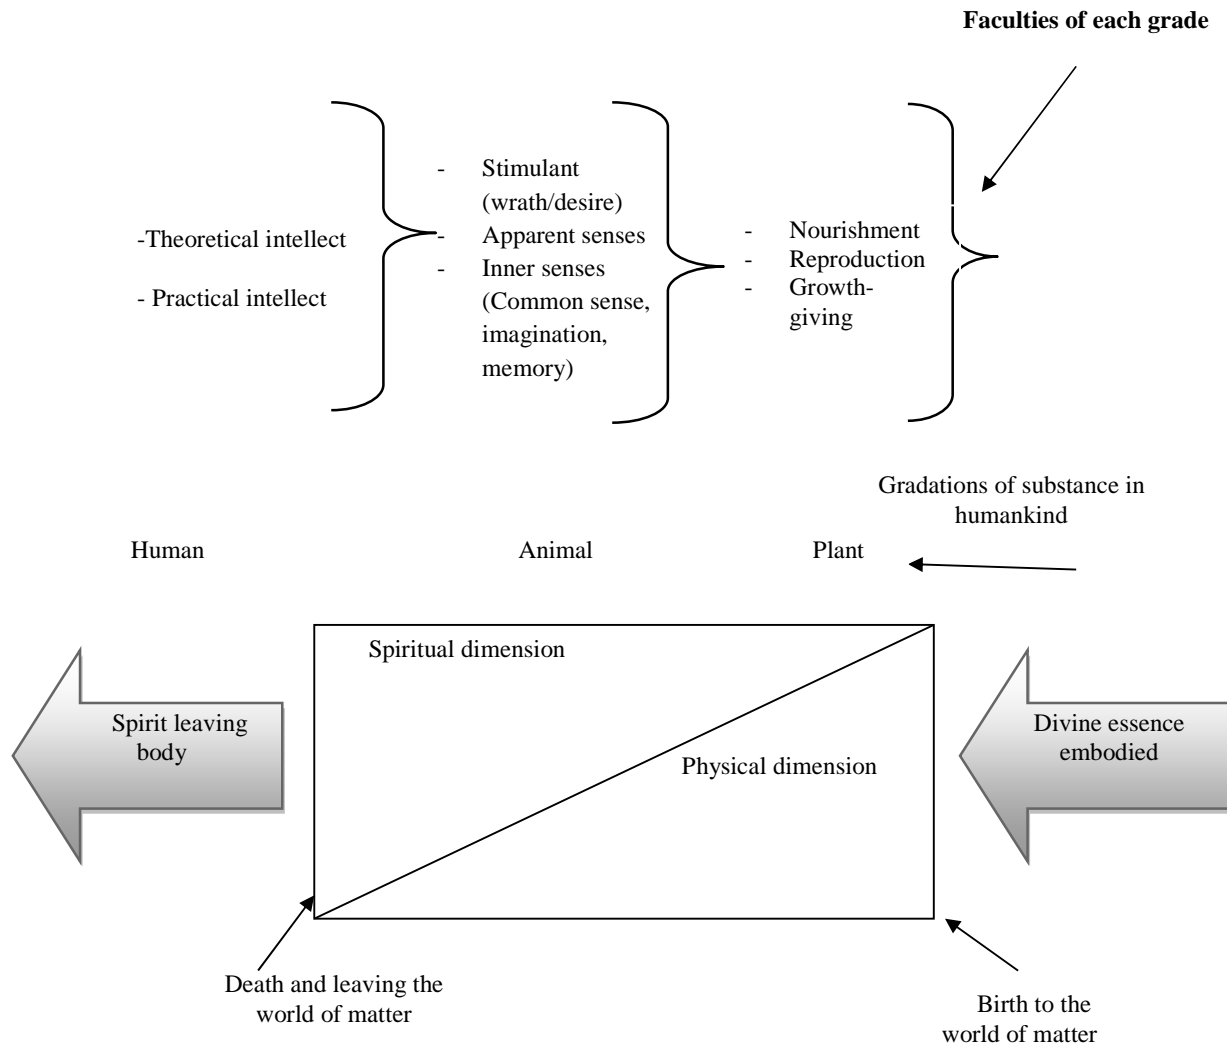 Faculties of each grade
-Theoretical intellect
- Practical intellect
- Stimulant
(wrath/desire)
- Apparent senses
- Inner senses
(Common sense,
imagination,
memory)
- Nourishment
- Reproduction
- Growth-
giving
Gradations of substance in
humankind
Human
Animal
Plant
Spiritual dimension
Physical dimension
Spirit leaving
body
Divine essence
embodied
Death and leaving the
world of matter
Birth to the
world of matter